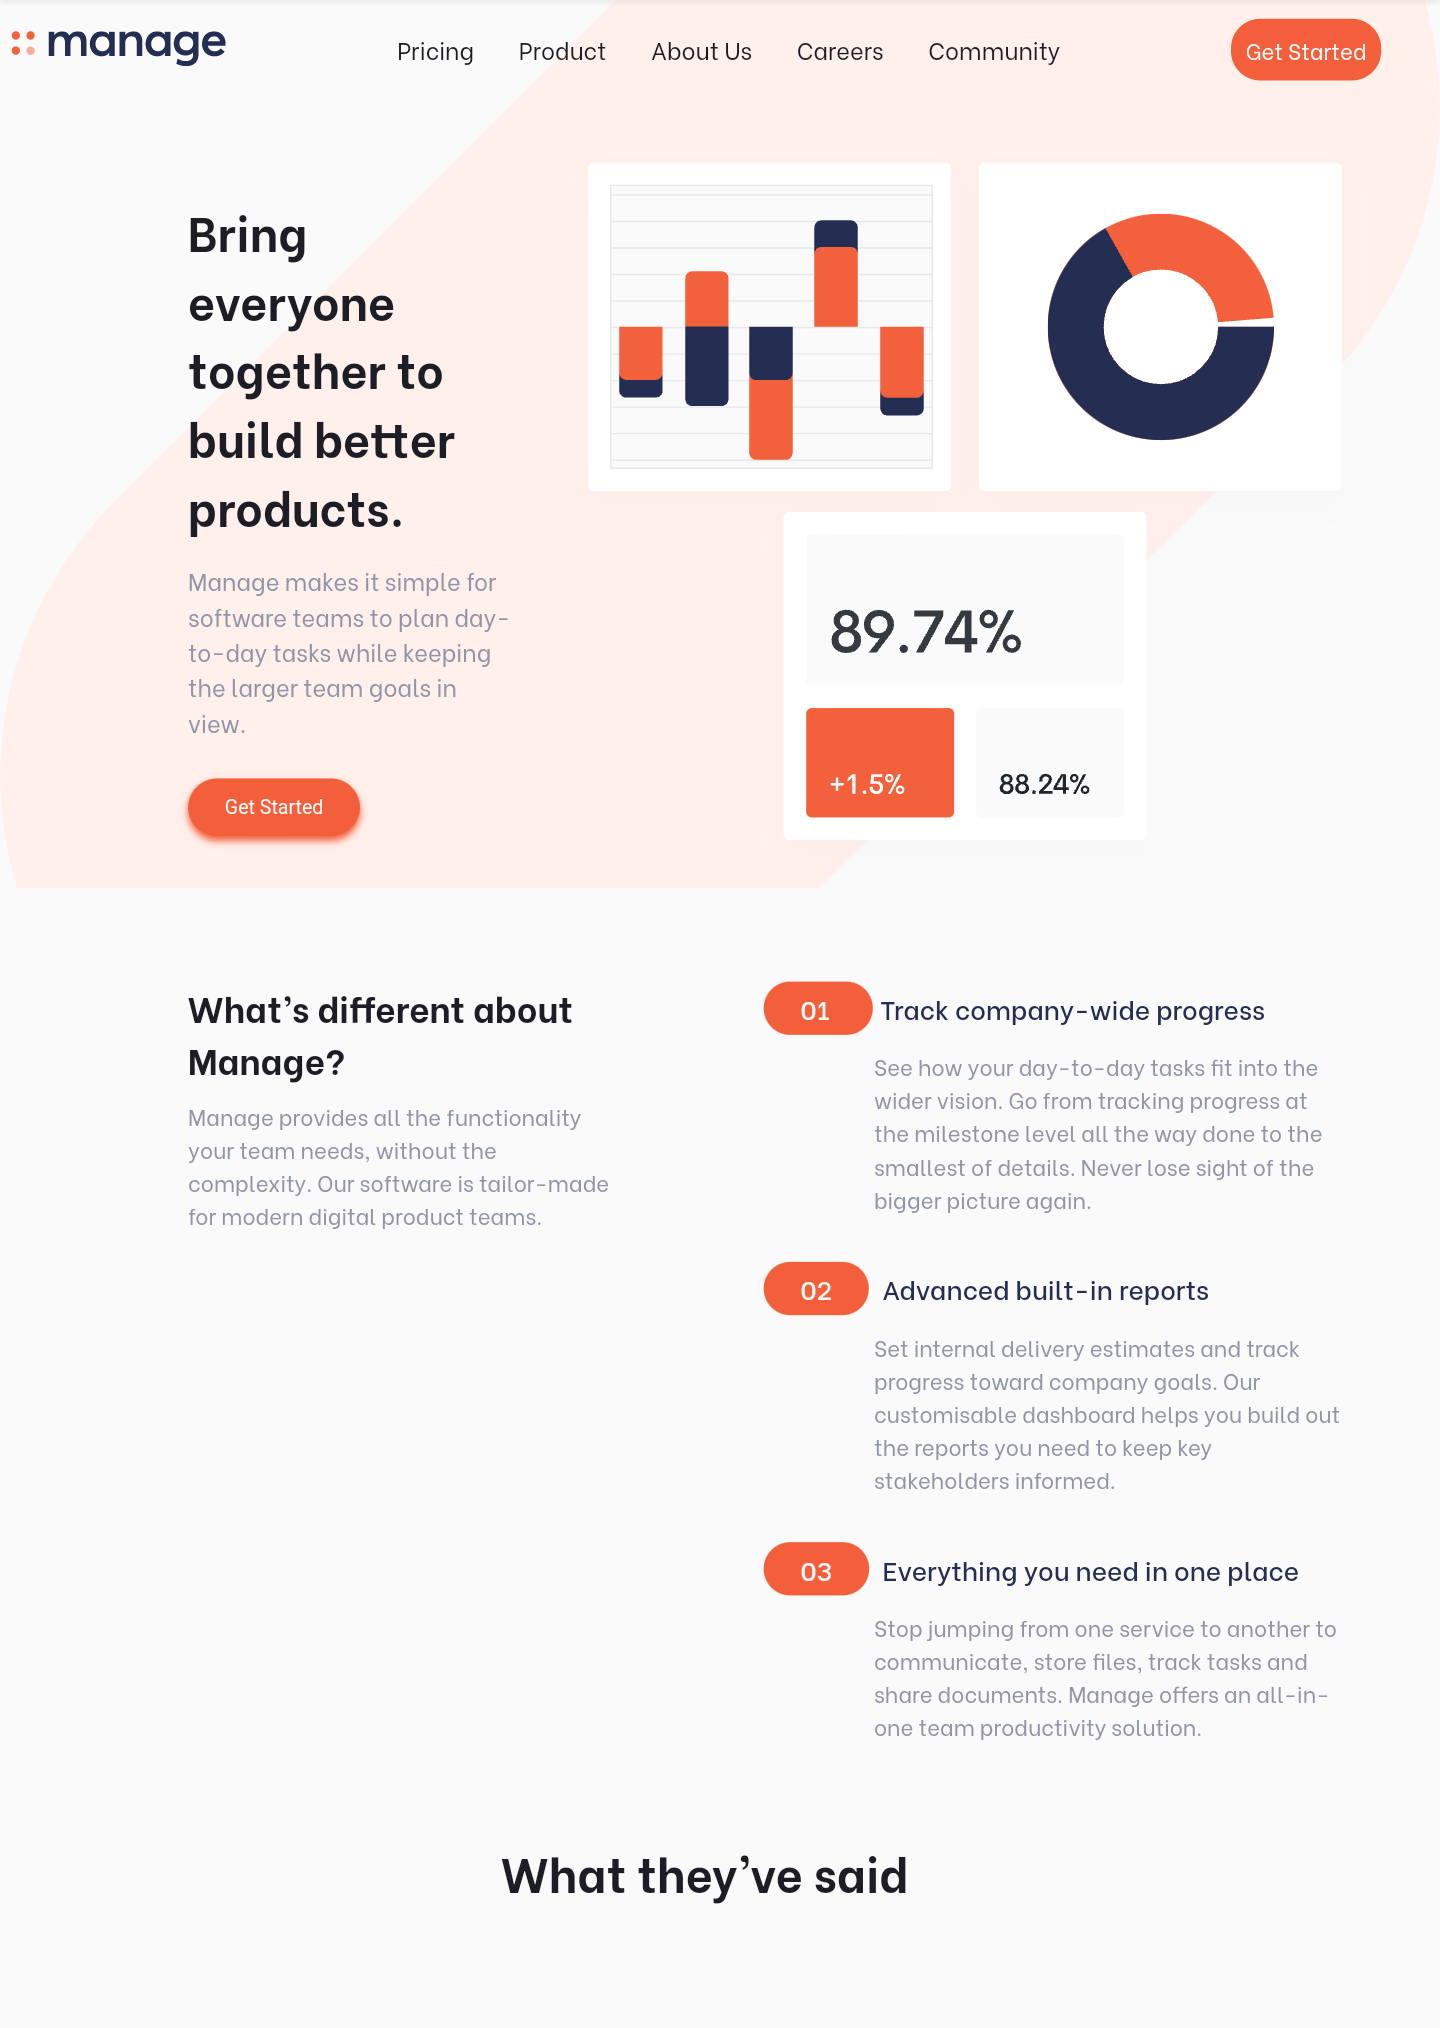 manage
Pricing Product About Us Careers Community
Get Started
Bring
everyone
together to
build better
products.
Manage makes it simple for
software teams to plan day-
to-day tasks while keeping
the larger team goals in
view.
Get Started
89.74%
+1.5%
88.24%
What's different about
Manage?
Manage provides all the functionality
your team needs, without the
complexity. Our software is tailor-made
for modern digital product teams.
01 Track company-wide progress
See how your day-to-day tasks fit into the
wider vision. Go from tracking progress at
the milestone level all the way done to the
smallest of details. Never lose sight of the
bigger picture again.
02 Advanced built-in reports
Set internal delivery estimates and track
progress toward company goals. Our
customisable dashboard helps you build out
the reports you need to keep key
stakeholders informed.
03 Everything you need in one place
Stop jumping from one service to another to
communicate, store files, track tasks and
share documents. Manage offers an all-in-
one team productivity solution.
What they've said